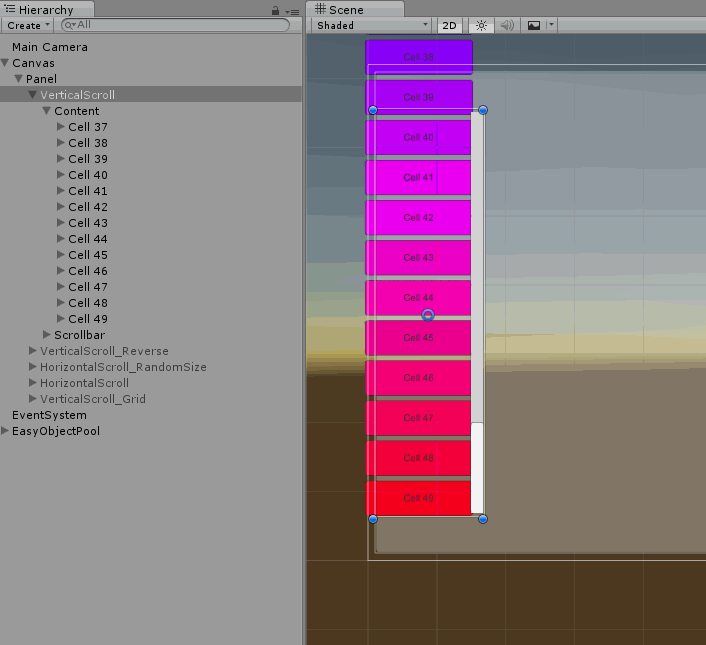 Hierarchy
Create
All
Main Camera
Canvas
Panel
VerticalScroll
Content
Cell 37
Cell 38
Cell 39
Cell 40
Cell 41
Cell 42
Cell 43
Cell 44
Cell 45
Cell 46
Cell 47
Cell 48
Cell 49
Scrollbar
VerticalScroll_Reverse
HorizontalScroll_RandomSize
HorizontalScroll
VerticalScroll_Grid
EventSystem
EasyObjectPool
Scene
Shaded
2D
Cell 38
Cell 39
Cell 40
Cell 41
Cell 42
Cell 43
Cell 44
Cell 45
Cell 46
Cell 47
Cell 48
Cell 49